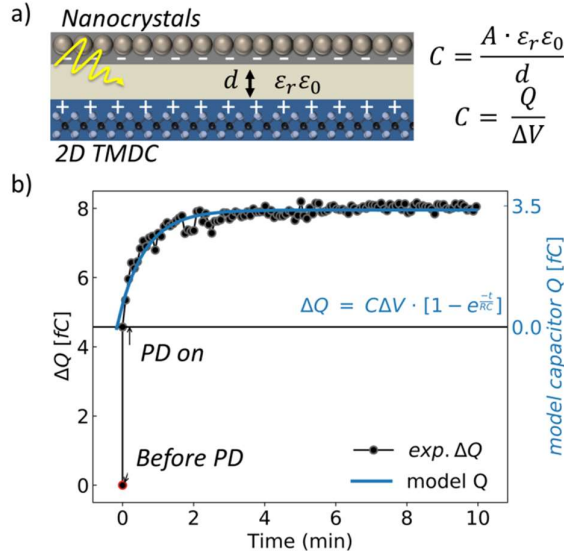 a)
Nanocrystals
- - - - - - - - - -
d εᵣε₀
+ + + + + + + + + +
2D TMDC
C = A · εᵣε₀ / d
C = Q / ΔV
b)
8
6
4
2
0
ΔQ [fC]
3.5
0.0
model capacitor Q [fC]
ΔQ = CΔV · [1 - e^(-t/RC)]
PD on
Before PD
exp. ΔQ
model Q
0 2 4 6 8 10
Time (min)